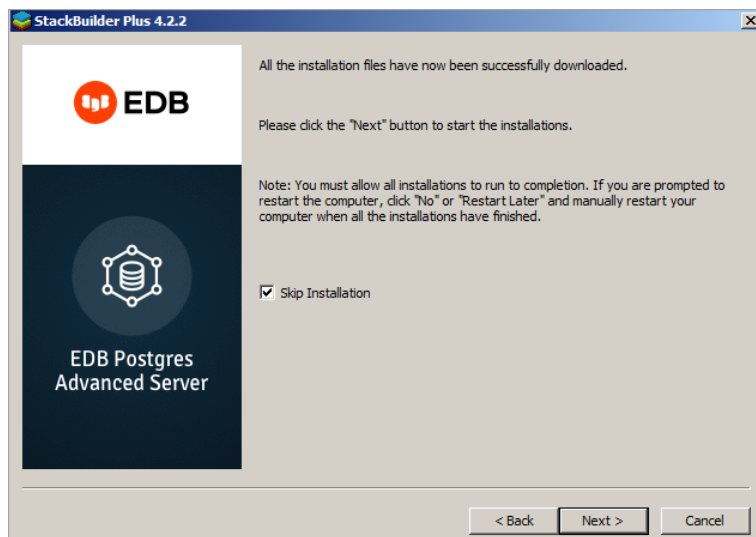 StackBuilder Plus 4.2.2
EDB
All the installation files have now been successfully downloaded.
Please click the "Next" button to start the installations.
Note: You must allow all installations to run to completion. If you are prompted to
restart the computer, click "No" or "Restart Later" and manually restart your
computer when all the installations have finished.
Skip Installation
EDB Postgres
Advanced Server
< Back
Next >
Cancel